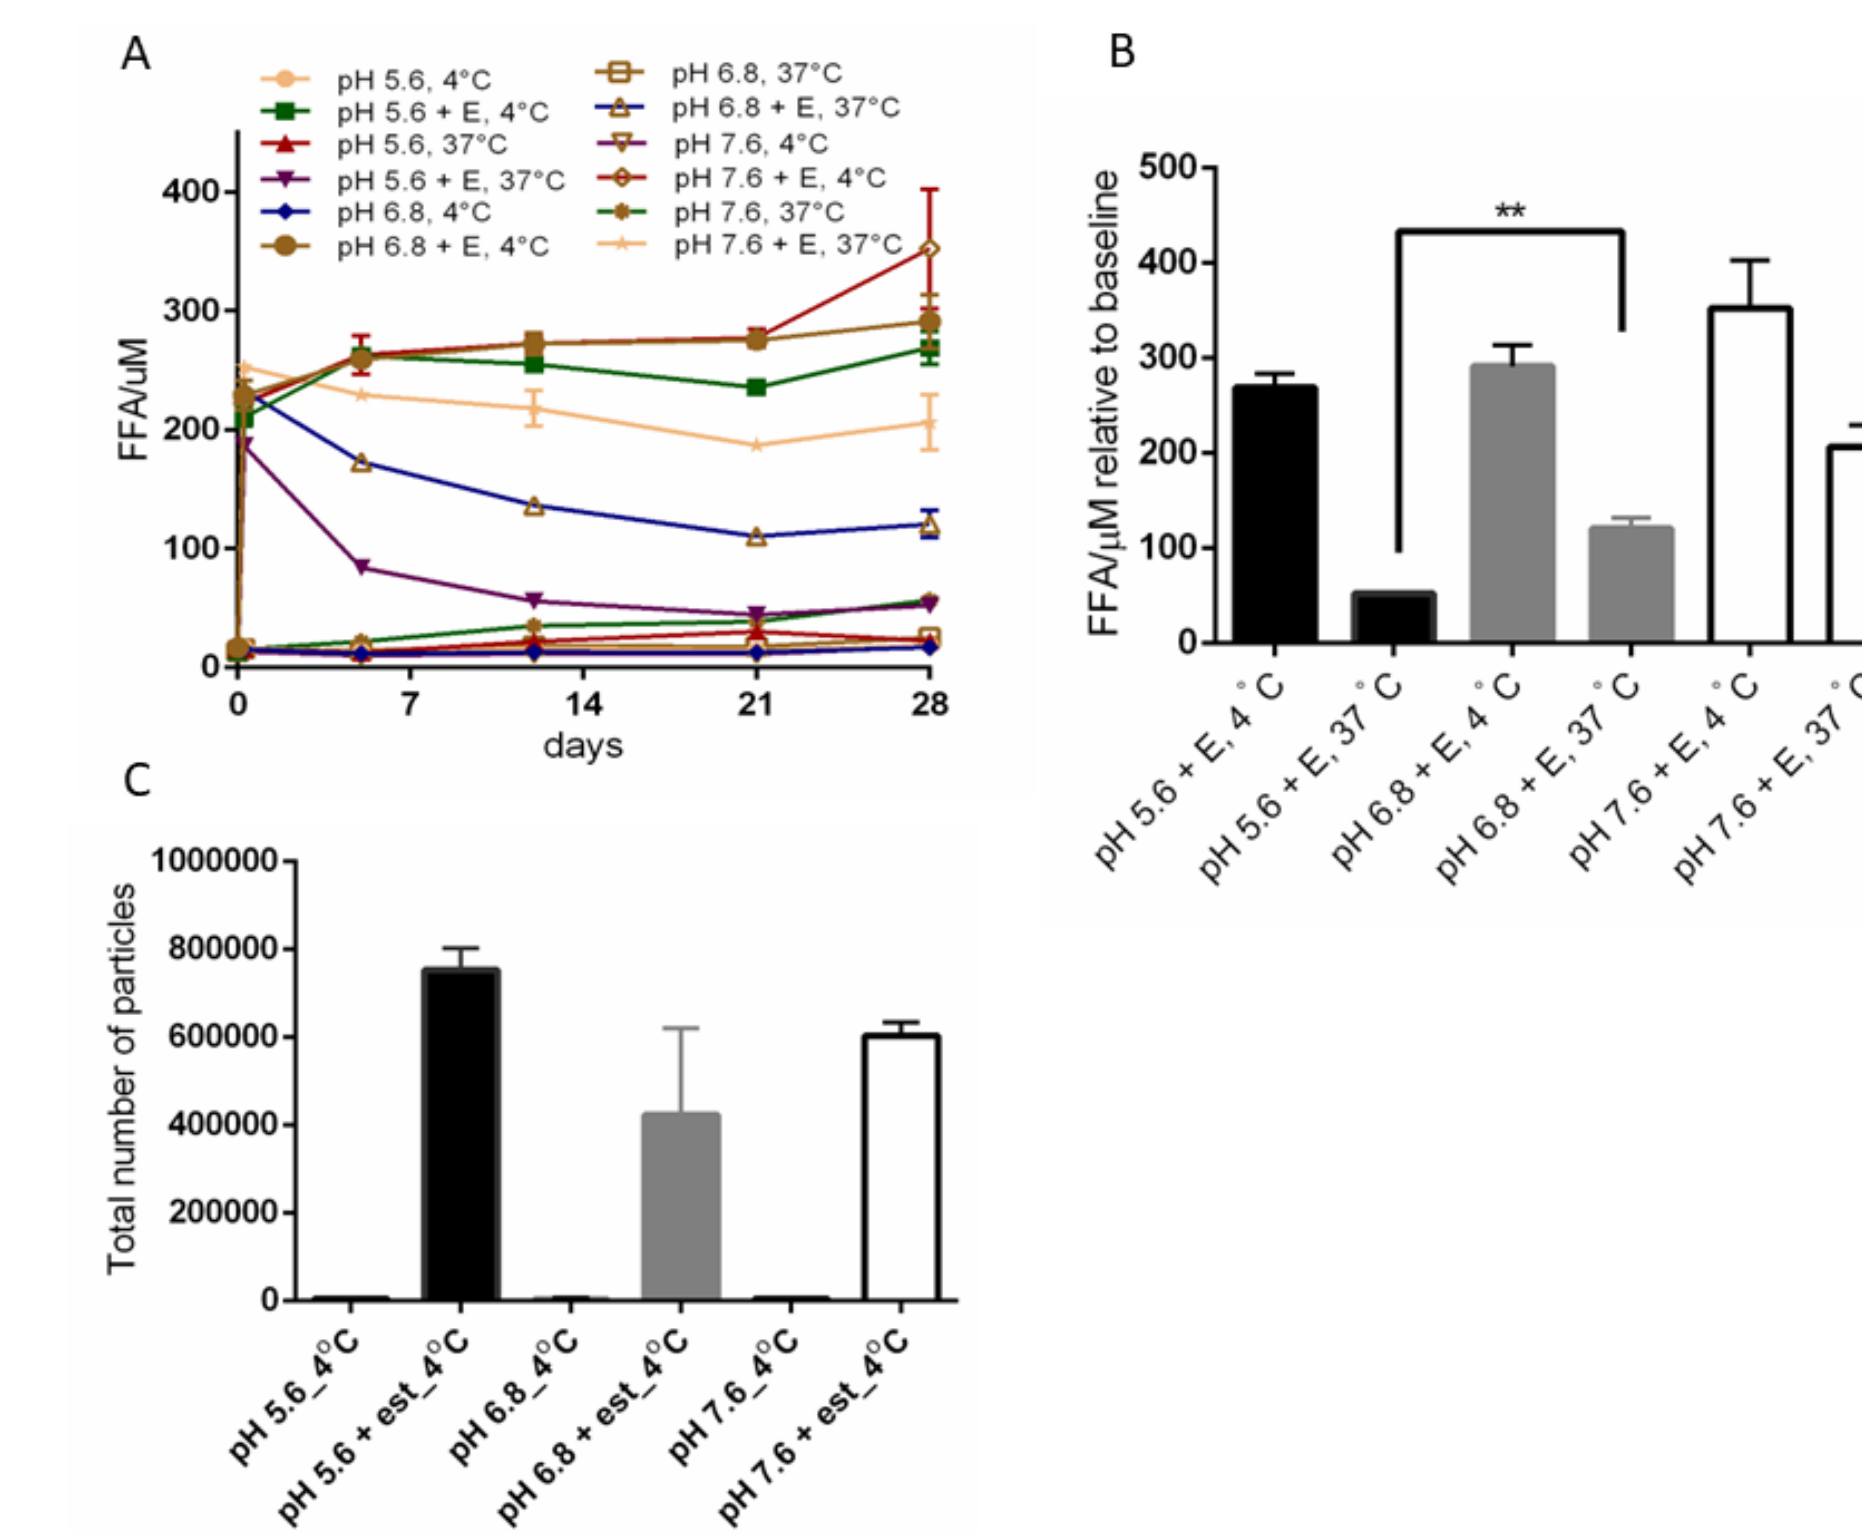 A
pH 5.6, 4°C
pH 5.6 + E, 4°C
pH 5.6, 37°C
pH 5.6 + E, 37°C
pH 6.8, 4°C
pH 6.8 + E, 4°C
pH 6.8, 37°C
pH 6.8 + E, 37°C
pH 7.6, 4°C
pH 7.6 + E, 4°C
pH 7.6, 37°C
pH 7.6 + E, 37°C
FFA/uM
400
300
200
100
0
0 7 14 21 28
days
B
FFA/µM relative to baseline
500
400
300
200
100
0
**
pH 5.6 + E, 4 °C
pH 5.6 + E, 37 °C
pH 6.8 + E, 4 °C
pH 6.8 + E, 37 °C
pH 7.6 + E, 4 °C
pH 7.6 + E, 37 °C
C
Total number of particles
1000000
800000
600000
400000
200000
0
pH 5.6_4°C
pH 5.6 + est_4°C
pH 6.8_4°C
pH 6.8 + est_4°C
pH 7.6_4°C
pH 7.6 + est_4°C